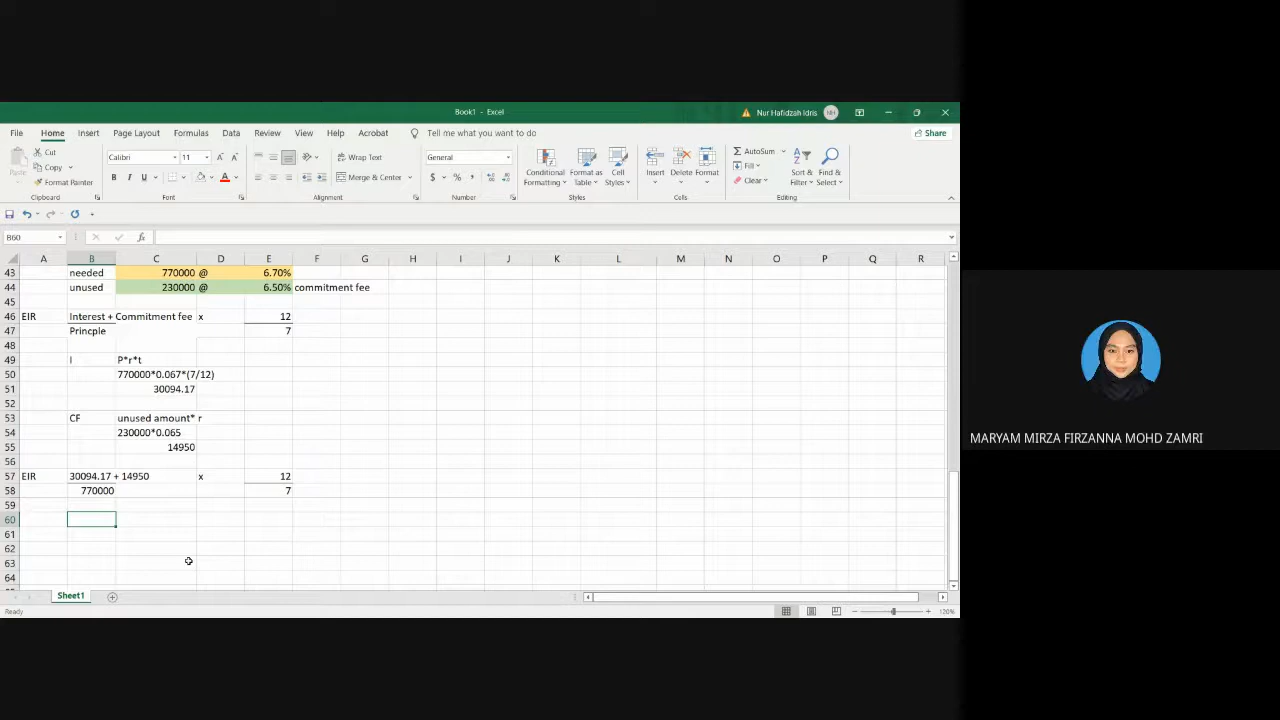 Book1 - Excel
Nur Hafidzah Idris
NH
File Home Insert Page Layout Formulas Data Review View Help Acrobat Tell me what you want to do Share
Cut
Copy
Format Painter
Paste
Clipboard
Calibri 11
B I U
Font
Wrap Text
Merge & Center
Alignment
General
$ % ,
Number
Conditional Formatting
Format as Table
Cell Styles
Styles
Insert Delete Format
Cells
AutoSum
Fill
Clear
Sort & Filter
Find & Select
Editing
B60 fx
A B C D E F G H I J K L M N O P Q R
43 needed 770000 @ 6.70%
44 unused 230000 @ 6.50% commitment fee
45
46 EIR Interest + Commitment fee x 12
47 Princple 7
48
49 I P*r*t
50 770000*0.067*(7/12)
51 30094.17
52
53 CF unused amount* r
54 230000*0.065
55 14950
56
57 EIR 30094.17 + 14950 x 12
58 770000 7
59
60
61
62
63
64
Sheet1
Ready
120%
MARYAM MIRZA FIRZANNA MOHD ZAMRI